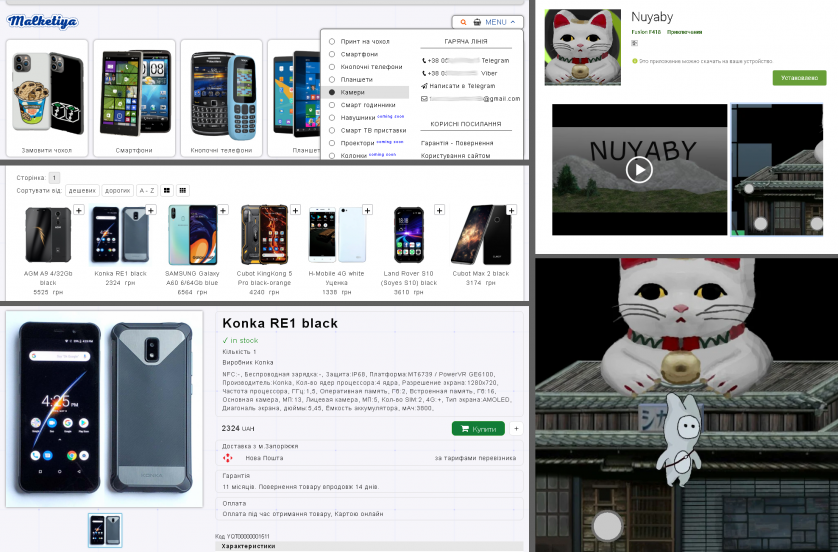 Malketiya
MENU
Принт на чохол
Смартфони
Кнопочні телефони
Планшети
Камери
Смарт годинники
Навушники coming soon
Смарт ТВ приставки
Проектори coming soon
Колонки coming soon
ГАРЯЧА ЛІНІЯ
+38 0 Telegram
+38 0 Viber
Написати в Telegram
@gmail.com
КОРИСНІ ПОСИЛАННЯ
Гарантія - Повернення
Користування сайтом
Замовити чохол
Смартфони
Кнопочні телефони
Планшет
Сторінка: 1
Сортувати від: дешевих дорогих A - Z
AGM A9 4/32Gb
black
5525 грн
Konka RE1 black
2324 грн
SAMSUNG Galaxy
A60 6/64Gb blue
6564 грн
Cubot KingKong 5
Pro black-orange
4240 грн
H-Mobile 4G white
Уценка
1338 грн
Land Rover S10
(Soyes S10) black
3610 грн
Cubot Max 2 black
3174 грн
4:25
KONKA
Konka RE1 black
✓ in stock
Кількість 1
Виробник Konka
NFC:-, Беспроводная зарядка:-, Защита:IP68, Платформа:MT6739 / PowerVR GE8100,
Производитель:Konka, Кол-во ядер процессора:4 ядра, Разрешение экрана:1280x720,
Частота процессора, ГГц:1,5, Оперативная память, Гб:2, Встроенная память, Гб:16,
Основная камера, МП:13, Лицевая камера, МП:5, Кол-во SIM:2, 4G:+, Тип экрана:AMOLED,
Диагональ экрана, дюймы:5,45, Емкость аккумулятора, мАч:3800,
2324 UAH
Купити +
Доставка з м.Запоріжжя
Нова Пошта за тарифами перевізника
Гарантія
11 місяців. Повернення товару впродовж 14 днів.
Оплата
Оплата під час отримання товару, Картою онлайн
Код YGT00000001611
Характеристики
Nuyaby
Fusion F418 Приключения
Это приложение можно скачать на ваше устройство
Установлено
NUYABY